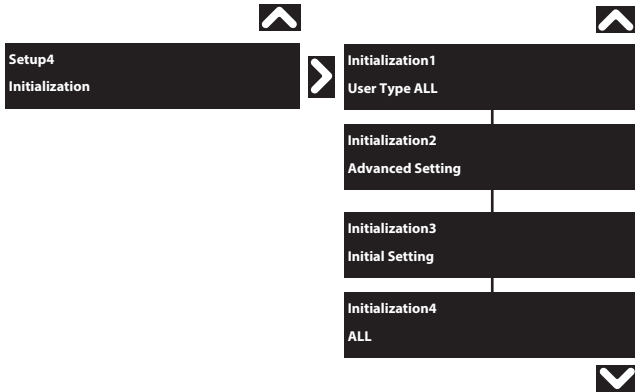 Setup4
Initialization
Initialization1
User Type ALL
Initialization2
Advanced Setting
Initialization3
Initial Setting
Initialization4
ALL